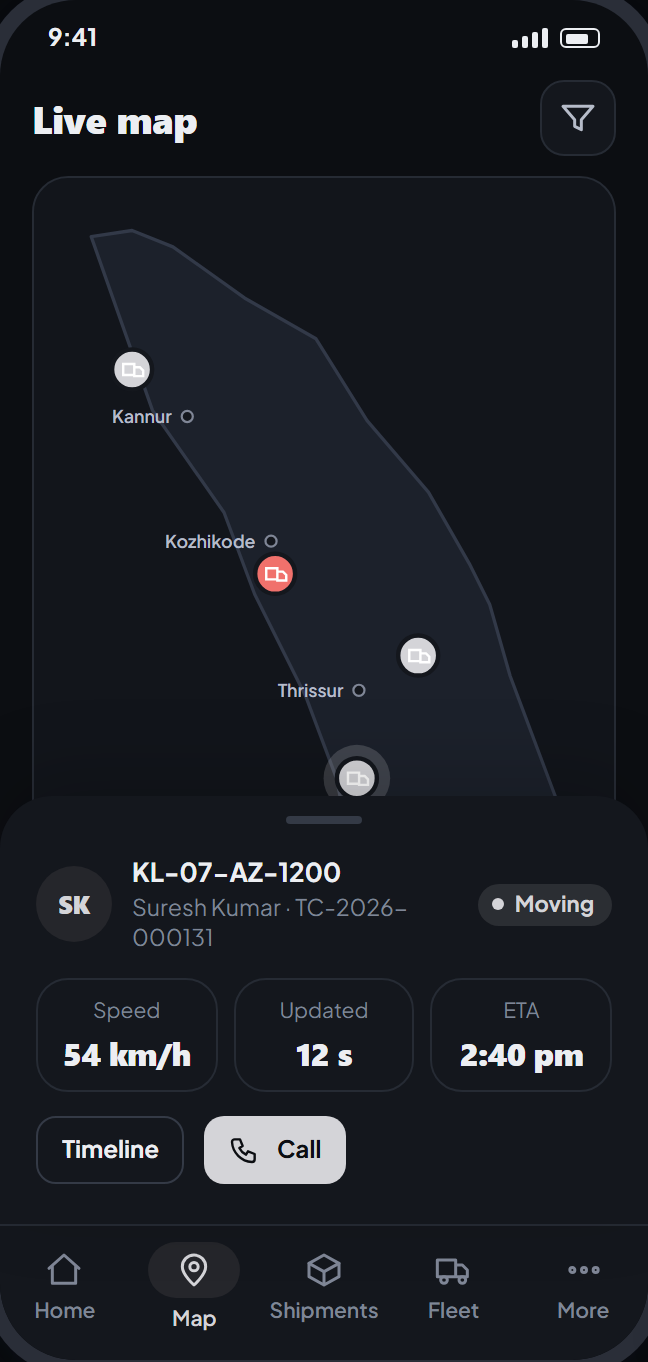 9:41
Live map
Kannur
Kozhikode
Thrissur
SK
KL-07-AZ-1200
Suresh Kumar · TC-2026-
000131
Moving
Speed
54 km/h
Updated
12 s
ETA
2:40 pm
Timeline
Call
Home
Map
Shipments
Fleet
More